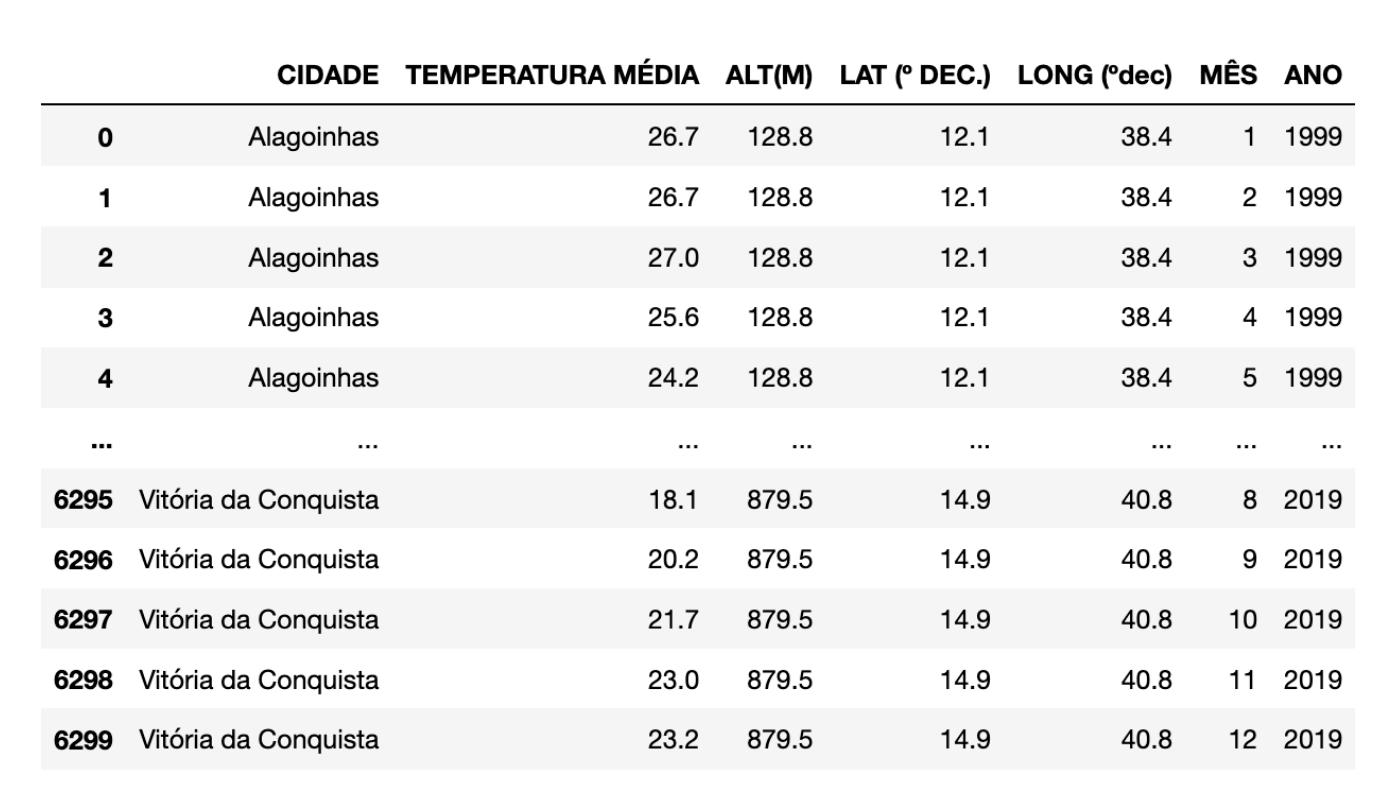 CIDADE TEMPERATURA MÉDIA ALT(M) LAT (º DEC.) LONG (ºdec) MÊS ANO
0 Alagoinhas 26.7 128.8 12.1 38.4 1 1999
1 Alagoinhas 26.7 128.8 12.1 38.4 2 1999
2 Alagoinhas 27.0 128.8 12.1 38.4 3 1999
3 Alagoinhas 25.6 128.8 12.1 38.4 4 1999
4 Alagoinhas 24.2 128.8 12.1 38.4 5 1999
... ... ... ... ... ... ... ...
6295 Vitória da Conquista 18.1 879.5 14.9 40.8 8 2019
6296 Vitória da Conquista 20.2 879.5 14.9 40.8 9 2019
6297 Vitória da Conquista 21.7 879.5 14.9 40.8 10 2019
6298 Vitória da Conquista 23.0 879.5 14.9 40.8 11 2019
6299 Vitória da Conquista 23.2 879.5 14.9 40.8 12 2019